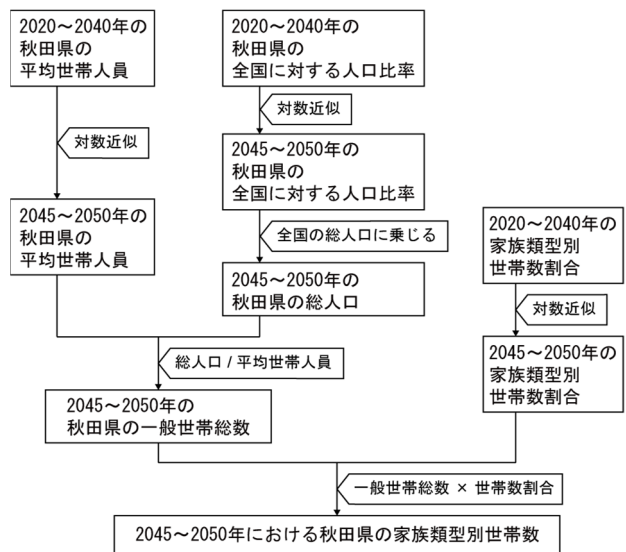 2020～2040年の
秋田県の
平均世帯人員
2020～2040年の
秋田県の
全国に対する人口比率
対数近似
対数近似
2045～2050年の
秋田県の
全国に対する人口比率
2045～2050年の
秋田県の
平均世帯人員
全国の総人口に乗じる
2020～2040年の
家族類型別
世帯数割合
2045～2050年の
秋田県の総人口
対数近似
総人口 / 平均世帯人員
2045～2050年の
家族類型別
世帯数割合
2045～2050年の
秋田県の一般世帯総数
一般世帯総数 × 世帯数割合
2045～2050年における秋田県の家族類型別世帯数